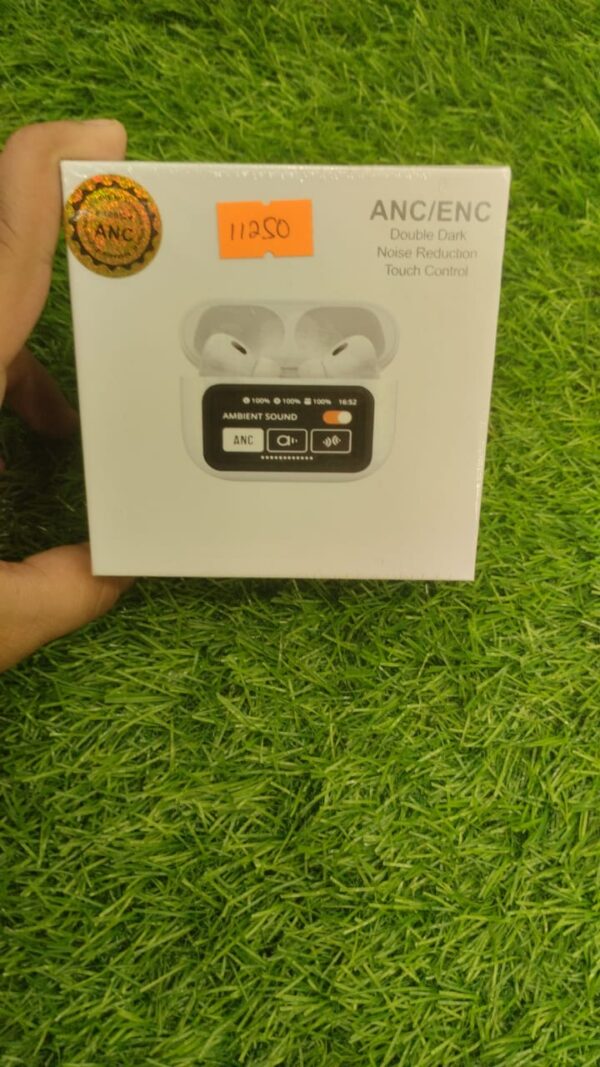 ANC
11250
ANC/ENC
Double Dark
Noise Reduction
Touch Control
100% 100% 100% 16:52
AMBIENT SOUND
ANC